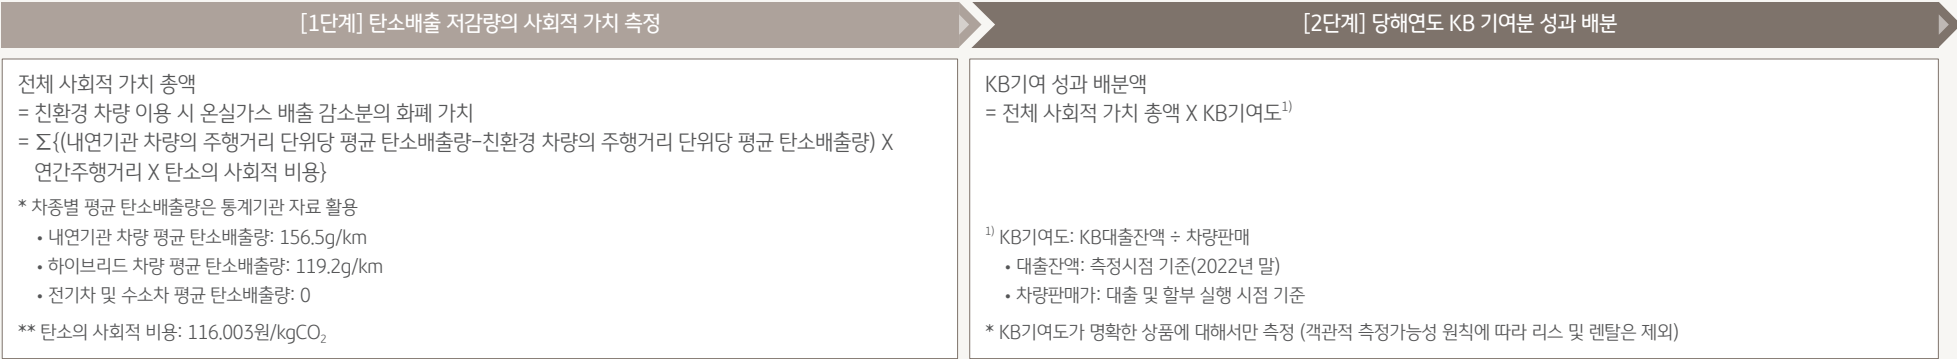 [1단계] 탄소배출 저감량의 사회적 가치 측정
전체 사회적 가치 총액
= 친환경 차량 이용 시 온실가스 배출 감소분의 화폐 가치
= ∑{(내연기관 차량의 주행거리 단위당 평균 탄소배출량-친환경 차량의 주행거리 단위당 평균 탄소배출량) X
연간주행거리 X 탄소의 사회적 비용}
* 차종별 평균 탄소배출량은 통계기관 자료 활용
• 내연기관 차량 평균 탄소배출량: 156.5g/km
• 하이브리드 차량 평균 탄소배출량: 119.2g/km
• 전기차 및 수소차 평균 탄소배출량: 0
** 탄소의 사회적 비용: 116.003원/kgCO₂
[2단계] 당해연도 KB 기여분 성과 배분
KB기여 성과 배분액
= 전체 사회적 가치 총액 X KB기여도¹⁾
¹⁾ KB기여도: KB대출잔액 ÷ 차량판매
• 대출잔액: 측정시점 기준(2022년 말)
• 차량판매가: 대출 및 할부 실행 시점 기준
* KB기여도가 명확한 상품에 대해서만 측정 (객관적 측정가능성 원칙에 따라 리스 및 렌탈은 제외)